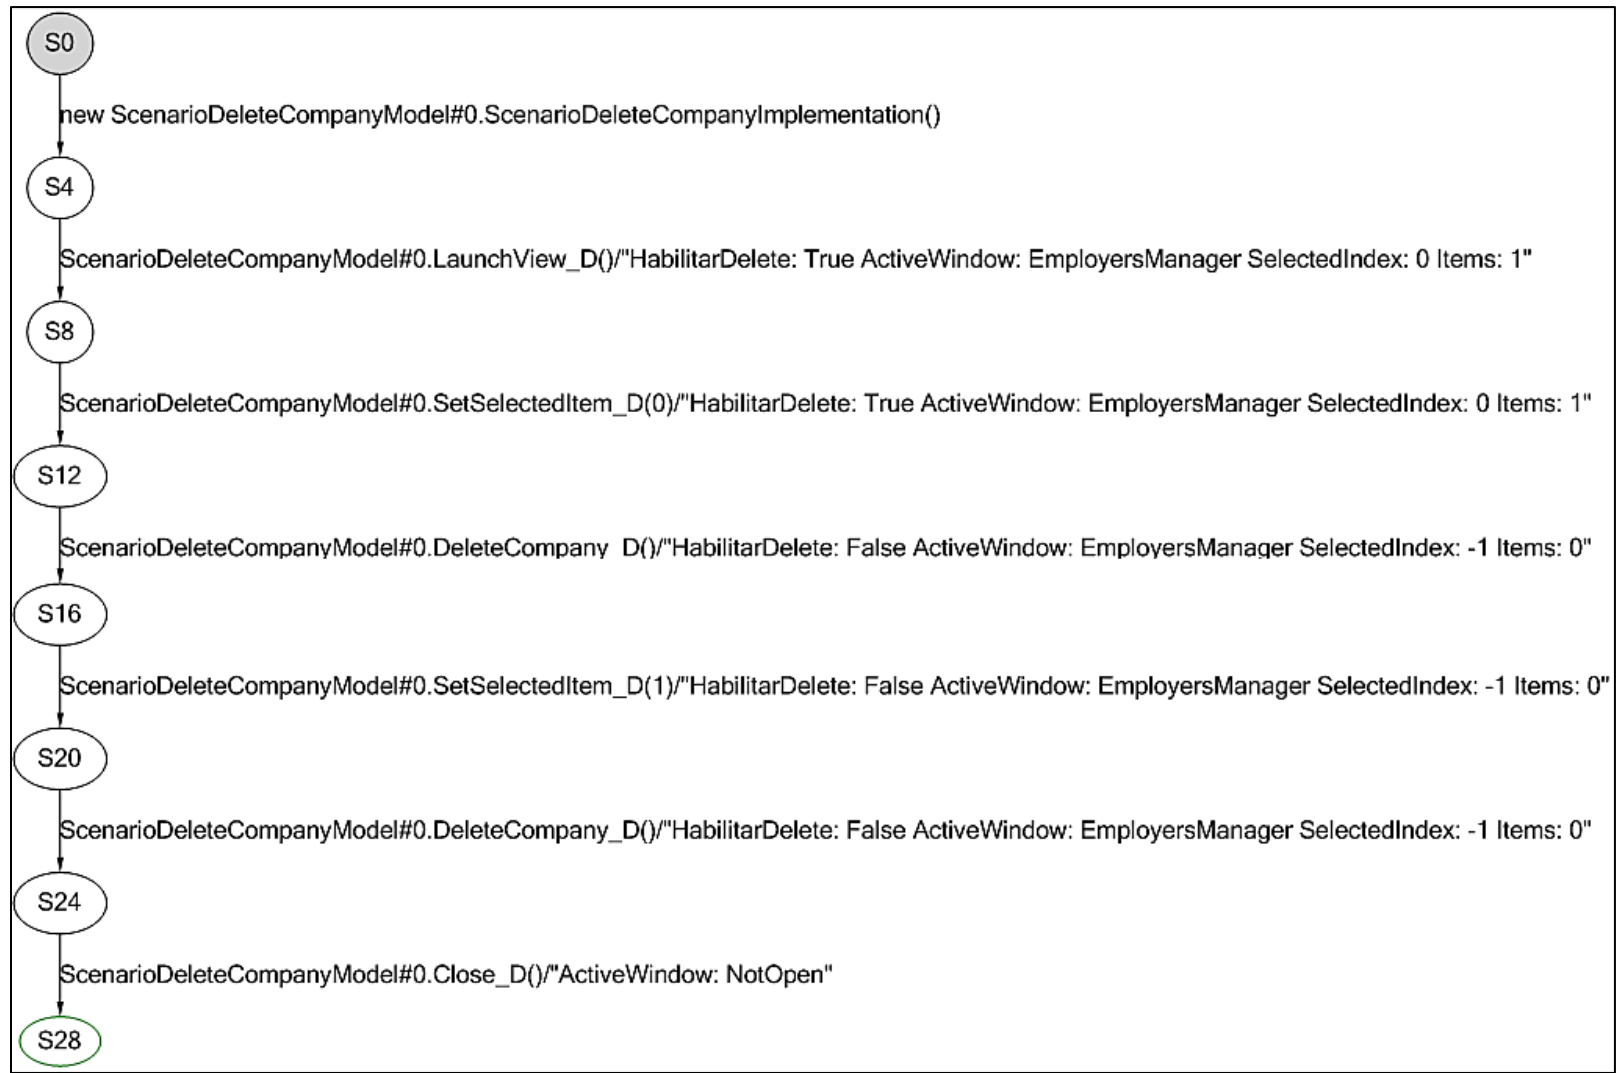 S0
new ScenarioDeleteCompanyModel#0.ScenarioDeleteCompanyImplementation()
S4
ScenarioDeleteCompanyModel#0.LaunchView_D()/"HabilitarDelete: True ActiveWindow: EmployersManager SelectedIndex: 0 Items: 1"
S8
ScenarioDeleteCompanyModel#0.SetSelectedItem_D(0)/"HabilitarDelete: True ActiveWindow: EmployersManager SelectedIndex: 0 Items: 1"
S12
ScenarioDeleteCompanyModel#0.DeleteCompany_D()/"HabilitarDelete: False ActiveWindow: EmployersManager SelectedIndex: -1 Items: 0"
S16
ScenarioDeleteCompanyModel#0.SetSelectedItem_D(1)/"HabilitarDelete: False ActiveWindow: EmployersManager SelectedIndex: -1 Items: 0"
S20
ScenarioDeleteCompanyModel#0.DeleteCompany_D()/"HabilitarDelete: False ActiveWindow: EmployersManager SelectedIndex: -1 Items: 0"
S24
ScenarioDeleteCompanyModel#0.Close_D()/"ActiveWindow: NotOpen"
S28